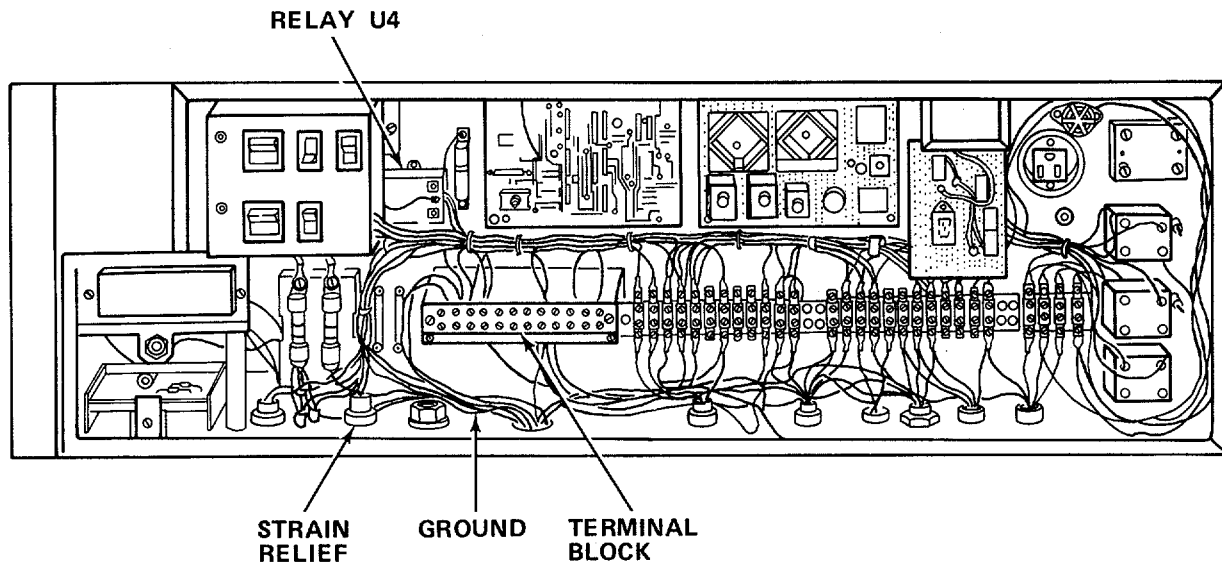 RELAY U4
STRAIN
RELIEF
GROUND
TERMINAL
BLOCK